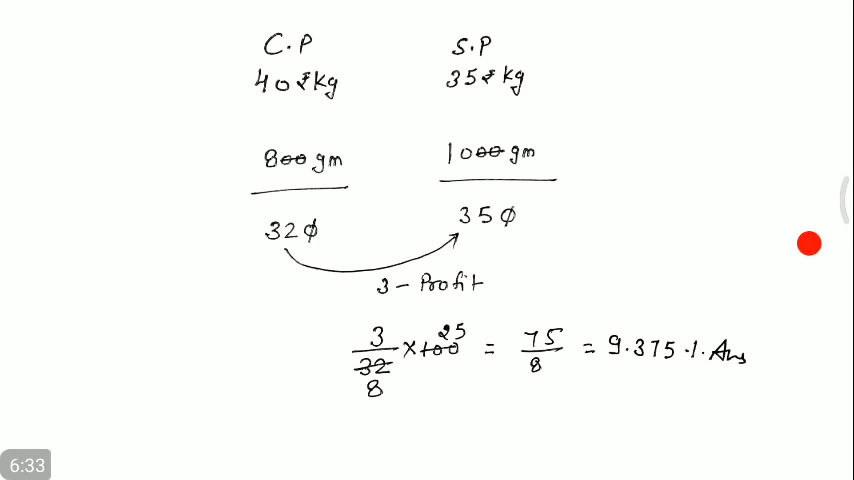 C.P S.P
40 ₹ kg 35 ₹ kg
800 gm 1000 gm
320 350
3 - Profit
3/32 × 100 = 75/8 = 9.375 ·/. Ans
25
8
6:33